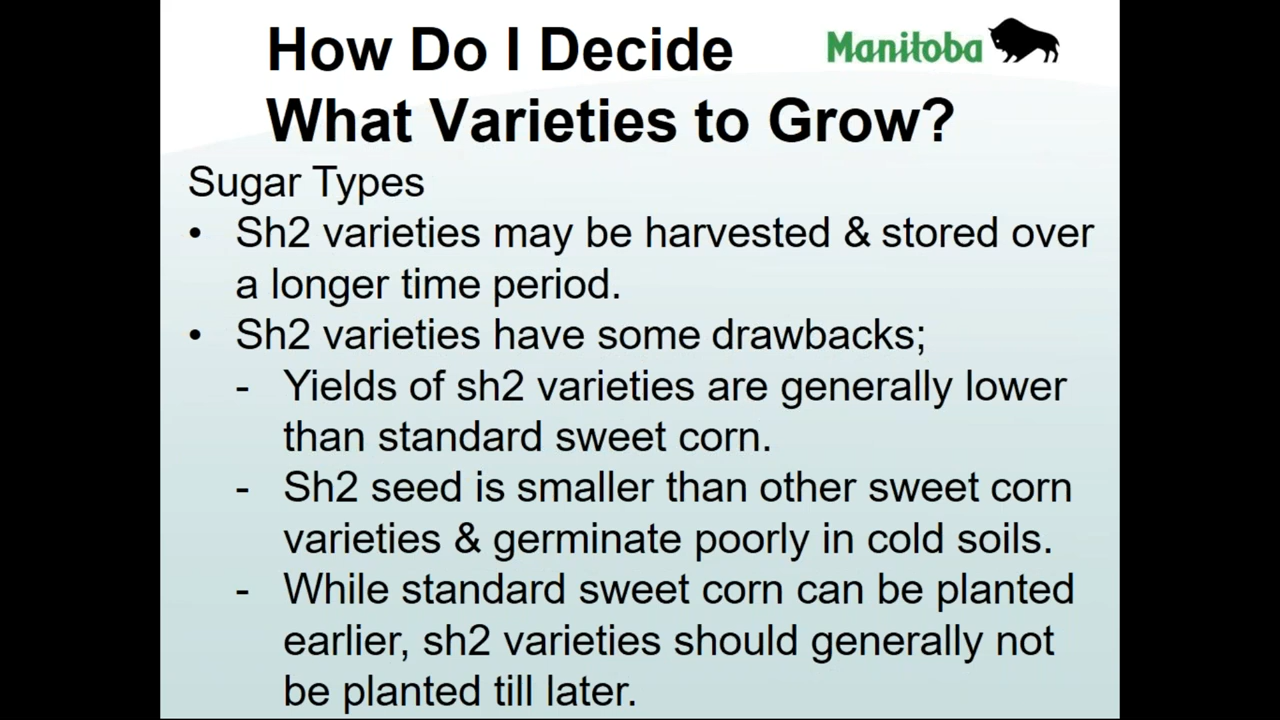 How Do I Decide
Manitoba
What Varieties to Grow?
Sugar Types
• Sh2 varieties may be harvested & stored over
a longer time period.
• Sh2 varieties have some drawbacks;
- Yields of sh2 varieties are generally lower
than standard sweet corn.
- Sh2 seed is smaller than other sweet corn
varieties & germinate poorly in cold soils.
- While standard sweet corn can be planted
earlier, sh2 varieties should generally not
be planted till later.